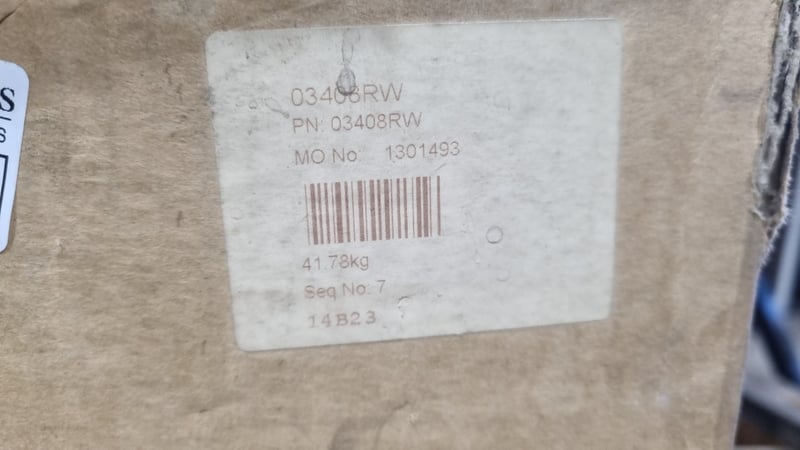 03408RW
PN: 03408RW
MO No: 1301493
41.78kg
Seq No: 7
14B23
S
S